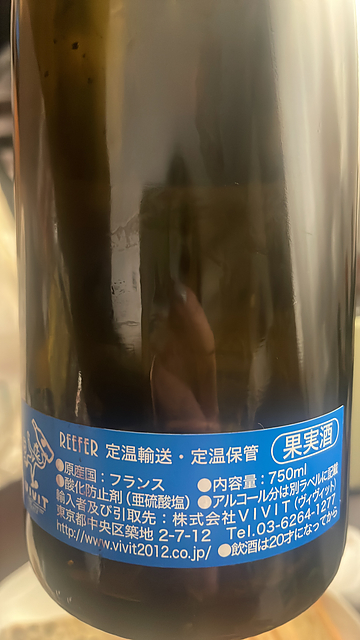 REEFER 定温輸送・定温保管 果実酒
●原産国：フランス ●内容量：750ml
●酸化防止剤（亜硫酸塩）●アルコール分は別ラベルに記載
輸入者及び引取先：株式会社VIVIT（ヴィヴィット）
東京都中央区築地 2-7-12 Tel.03-6264-1277
http://www.vivit2012.co.jp/ ●飲酒は20才になってから
VIVIT